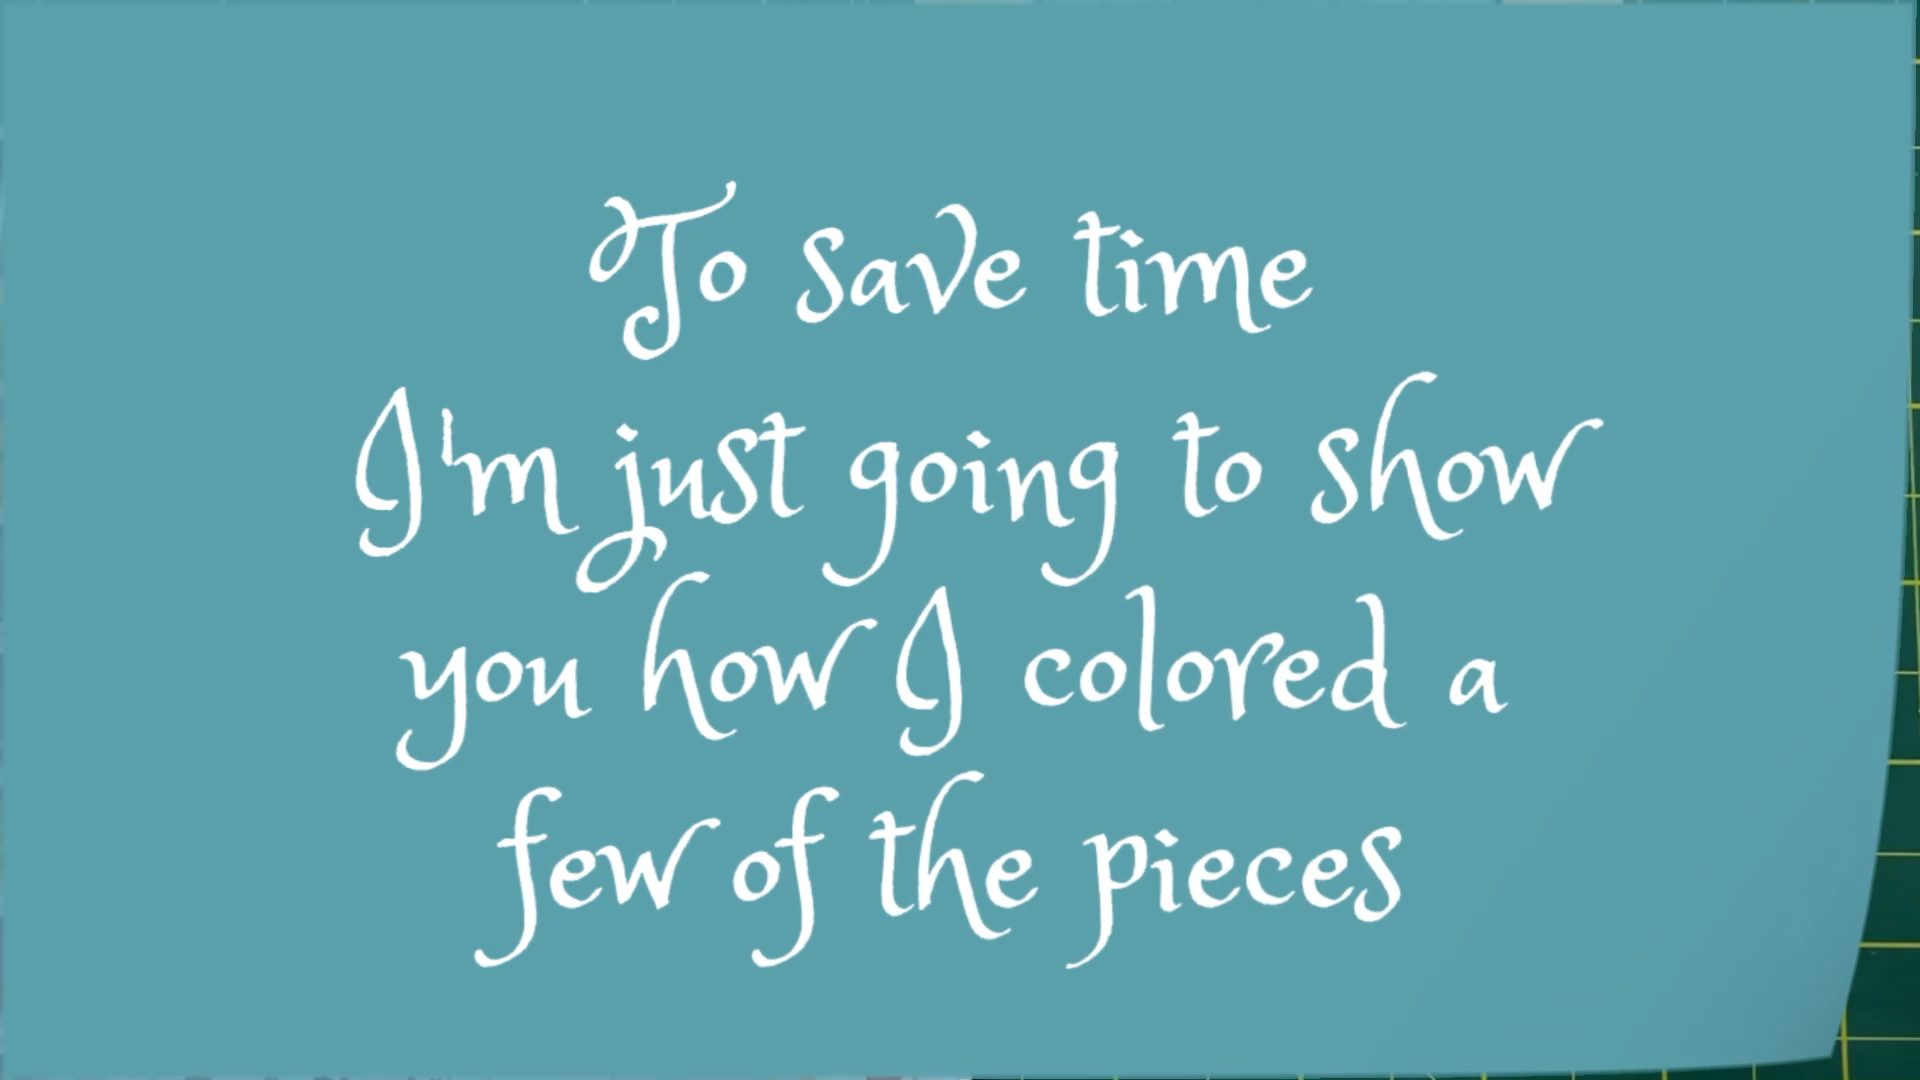 To save time
I'm just going to show
you how I colored a
few of the pieces